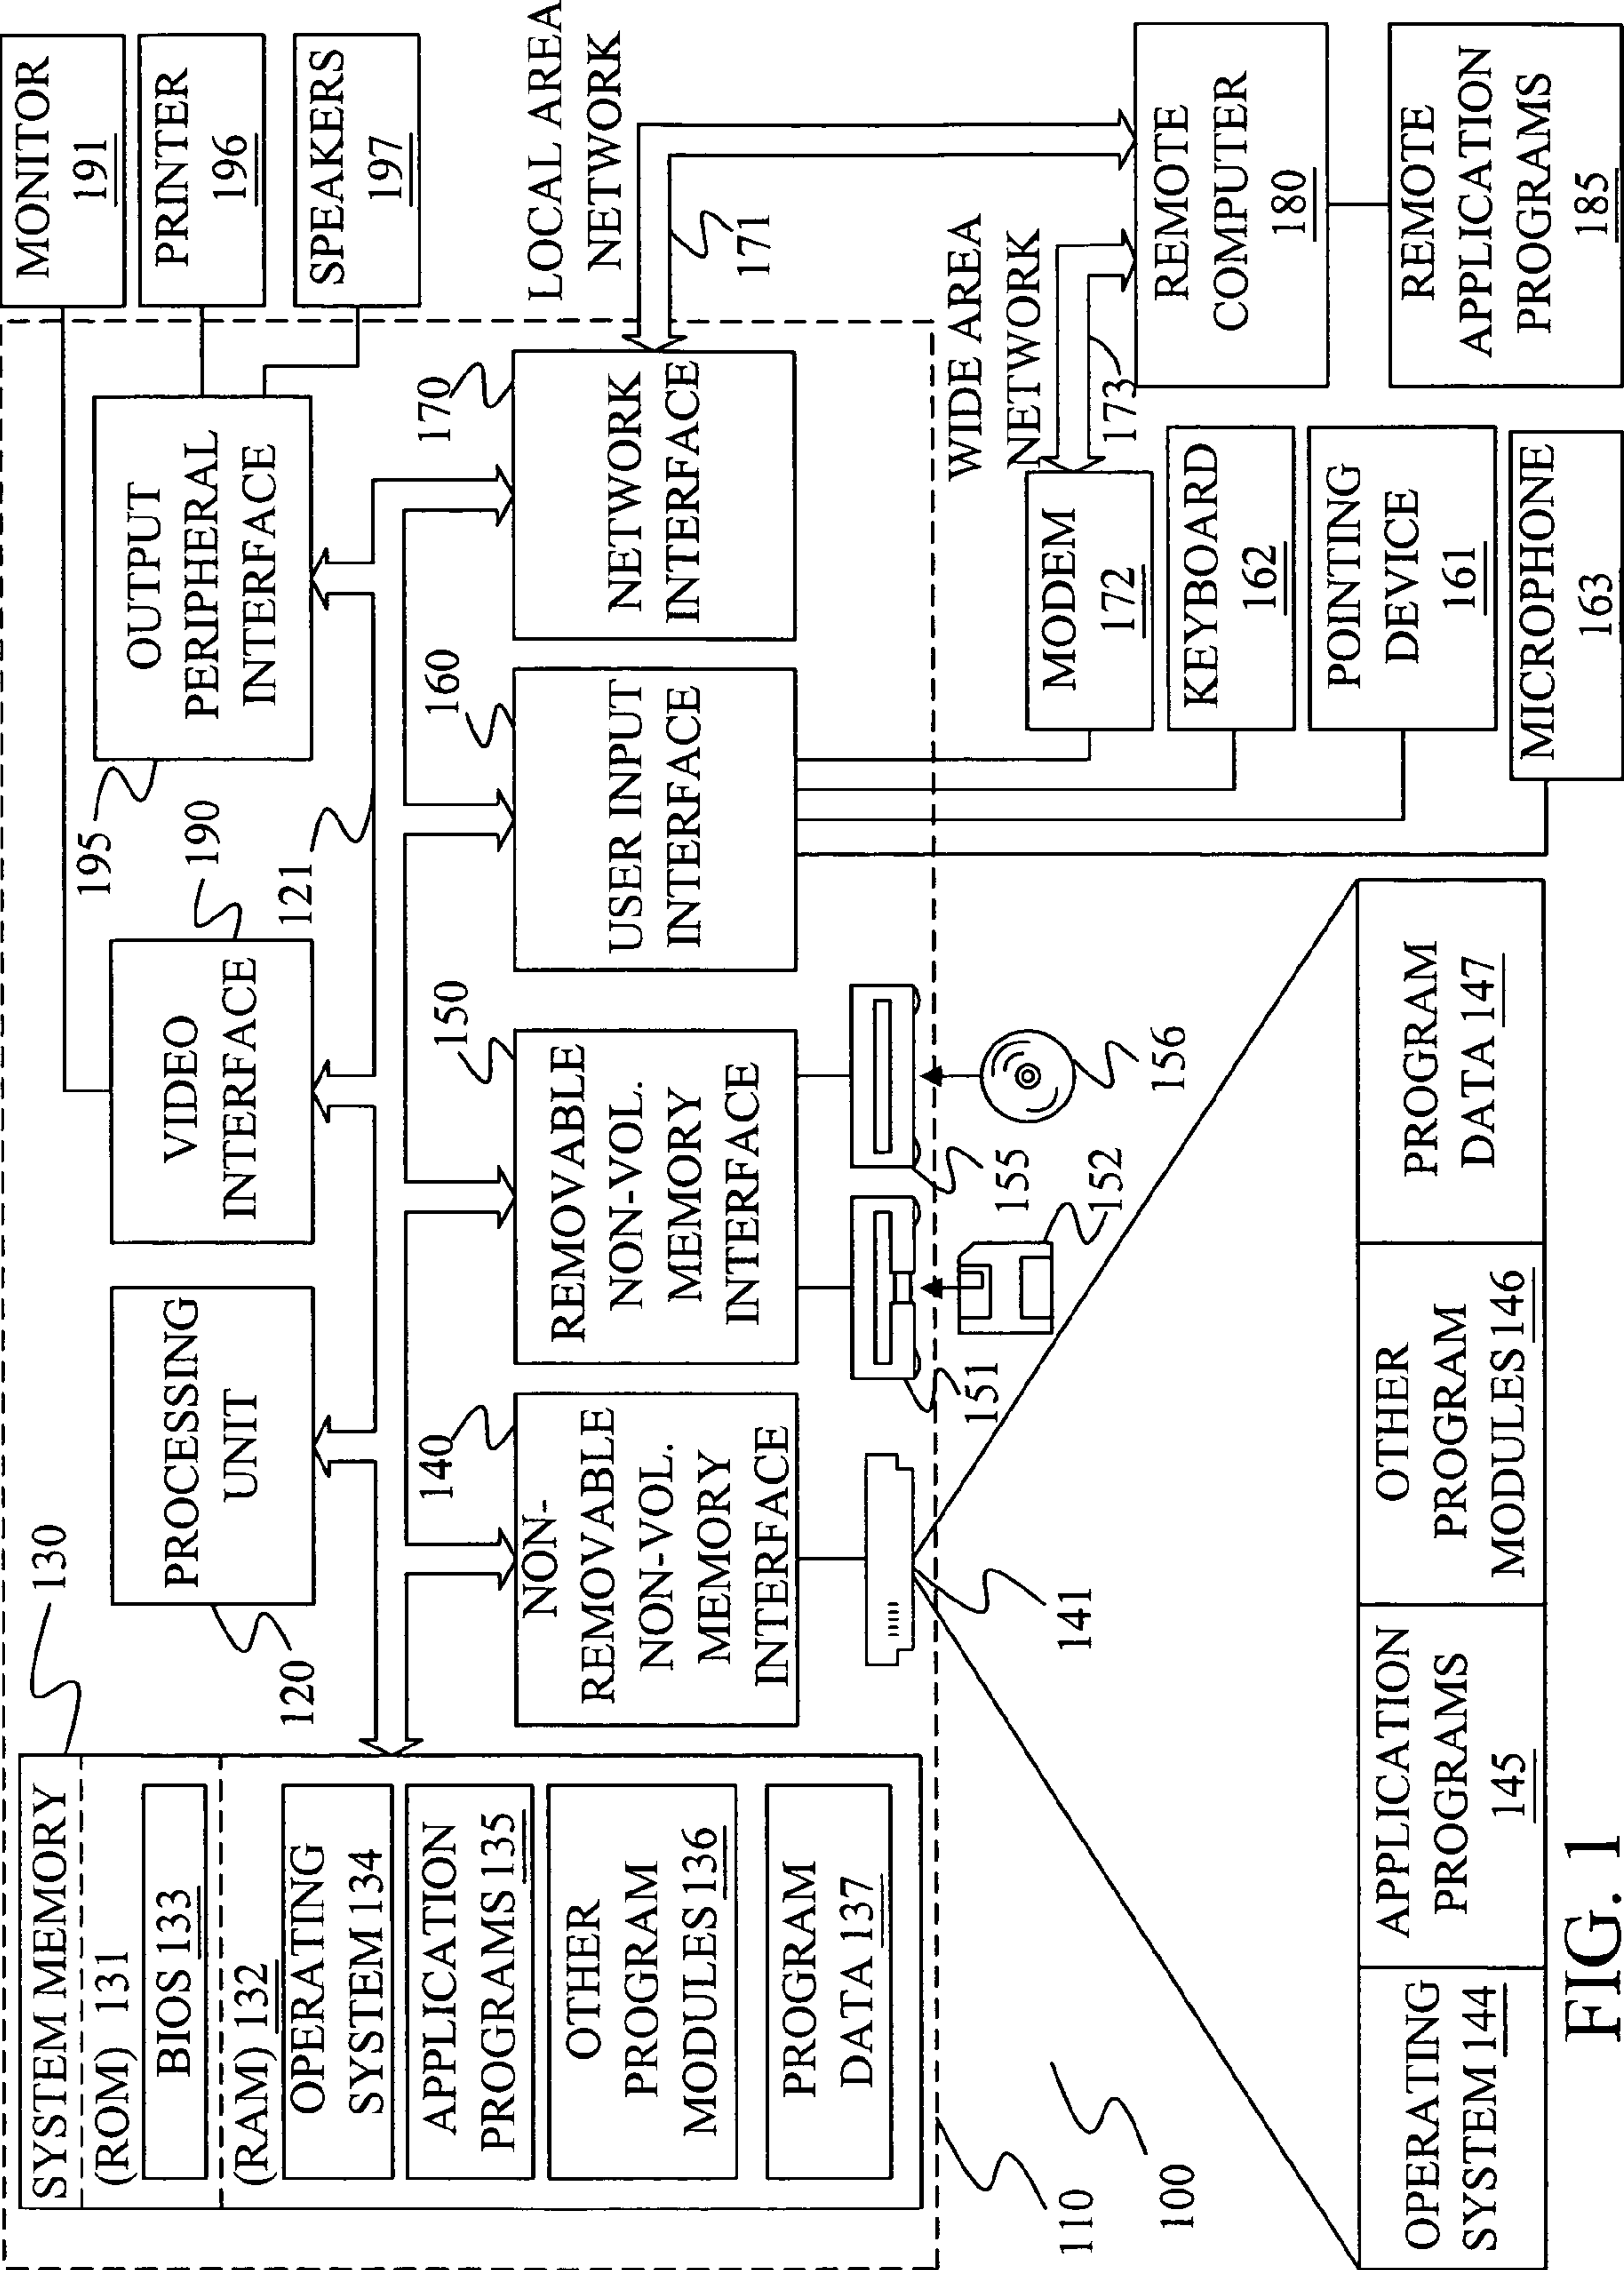 SYSTEM MEMORY
(ROM) 131
BIOS 133
(RAM) 132
OPERATING
SYSTEM 134
APPLICATION
PROGRAMS 135
OTHER
PROGRAM
MODULES 136
PROGRAM
DATA 137
130
PROCESSING
UNIT
120
VIDEO
INTERFACE
190
121
OUTPUT
PERIPHERAL
INTERFACE
195
MONITOR
191
PRINTER
196
SPEAKERS
197
NON-
REMOVABLE
NON-VOL.
MEMORY
INTERFACE
140
REMOVABLE
NON-VOL.
MEMORY
INTERFACE
150
USER INPUT
INTERFACE
160
NETWORK
INTERFACE
170
LOCAL AREA
NETWORK
171
WIDE AREA
NETWORK
173
141
151
152
155
156
MODEM
172
KEYBOARD
162
POINTING
DEVICE
161
MICROPHONE
163
REMOTE
COMPUTER
180
REMOTE
APPLICATION
PROGRAMS
185
110
100
OPERATING
SYSTEM 144
APPLICATION
PROGRAMS
145
OTHER
PROGRAM
MODULES 146
PROGRAM
DATA 147
FIG. 1